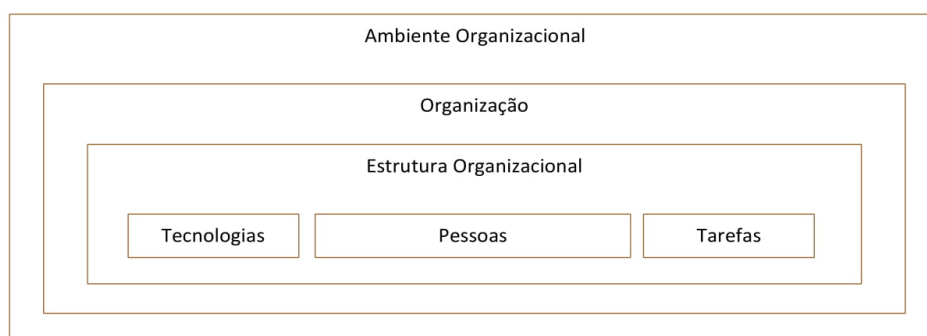 Ambiente Organizacional
Organização
Estrutura Organizacional
Tecnologias
Pessoas
Tarefas